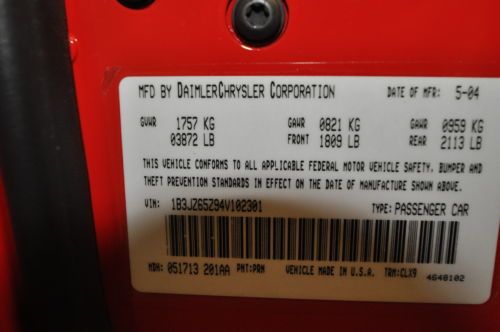 MFD BY DAIMLERCHRYSLER CORPORATION DATE OF MFR: 5-04
GVWR 1757 KG GAWR 0821 KG GAWR 0959 KG
03872 LB FRONT 1809 LB REAR 2113 LB
THIS VEHICLE CONFORMS TO ALL APPLICABLE FEDERAL MOTOR VEHICLE SAFETY, BUMPER AND
THEFT PREVENTION STANDARDS IN EFFECT ON THE DATE OF MANUFACTURE SHOWN ABOVE.
VIN: 1B3JZ65Z94V102301 TYPE: PASSENGER CAR
MDH: 051713 201AA PNT: PRM VEHICLE MADE IN U.S.A. TRM: CLX9
4648102